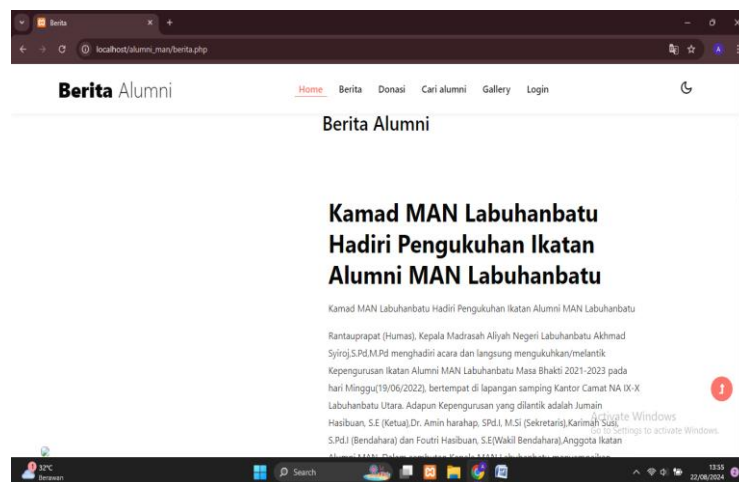 Berita
localhost/alumni_man/berita.php
Berita Alumni
Home Berita Donasi Cari alumni Gallery Login
Berita Alumni
Kamad MAN Labuhanbatu
Hadiri Pengukuhan Ikatan
Alumni MAN Labuhanbatu
Kamad MAN Labuhanbatu Hadiri Pengukuhan Ikatan Alumni MAN Labuhanbatu
Rantauprapat (Humas), Kepala Madrasah Aliyah Negeri Labuhanbatu Akhmad
Syiroj,S.Pd,M.Pd menghadiri acara dan langsung mengukuhkan/melantik
Kepengurusan Ikatan Alumni MAN Labuhanbatu Masa Bhakti 2021-2023 pada
hari Minggu(19/06/2022), bertempat di lapangan samping Kantor Camat NA IX-X
Labuhanbatu Utara. Adapun Kepengurusan yang dilantik adalah Jumain
Hasibuan, S.E (Ketua),Dr. Amin harahap, SPd.I, M.Si (Sekretaris),Karimah Susi,
S.Pd.I (Bendahara) dan Foutri Hasibuan, S.E(Wakil Bendahara),Anggota Ikatan
Activate Windows
Go to Settings to activate Windows.
32°C
Berawan
Search
13:55
22/08/2024